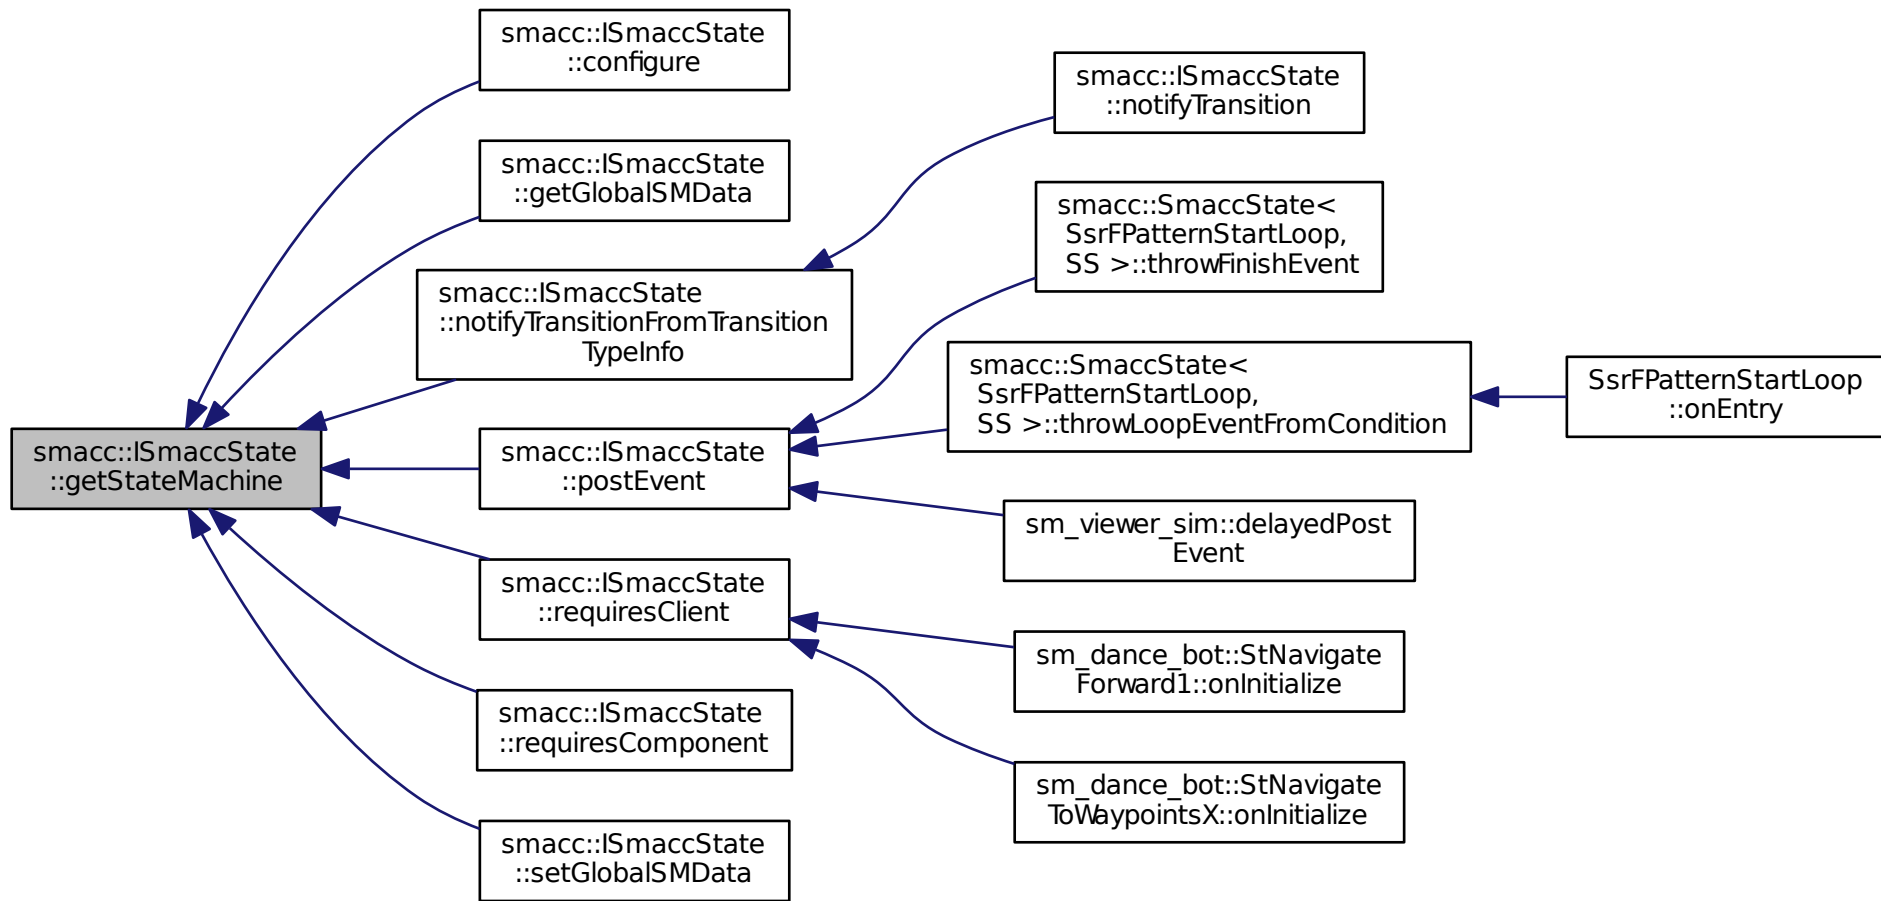 smacc::ISmaccState
::configure
smacc::ISmaccState
::getGlobalSMData
smacc::ISmaccState
::notifyTransitionFromTransition
TypeInfo
smacc::ISmaccState
::notifyTransition
smacc::SmaccState<
SsrFPatternStartLoop,
SS >::throwFinishEvent
smacc::SmaccState<
SsrFPatternStartLoop,
SS >::throwLoopEventFromCondition
SsrFPatternStartLoop
::onEntry
smacc::ISmaccState
::getStateMachine
smacc::ISmaccState
::postEvent
sm_viewer_sim::delayedPost
Event
smacc::ISmaccState
::requiresClient
sm_dance_bot::StNavigate
Forward1::onInitialize
smacc::ISmaccState
::requiresComponent
sm_dance_bot::StNavigate
ToWaypointsX::onInitialize
smacc::ISmaccState
::setGlobalSMData